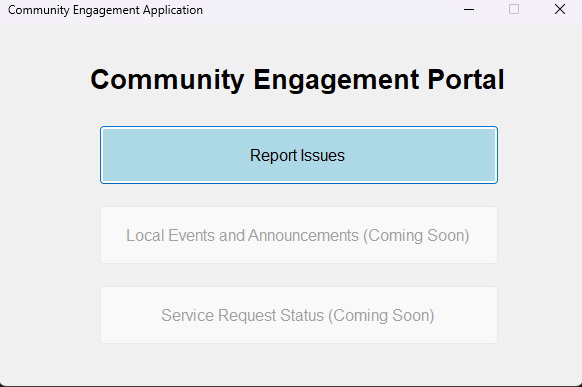 Community Engagement Application
Community Engagement Portal
Report Issues
Local Events and Announcements (Coming Soon)
Service Request Status (Coming Soon)